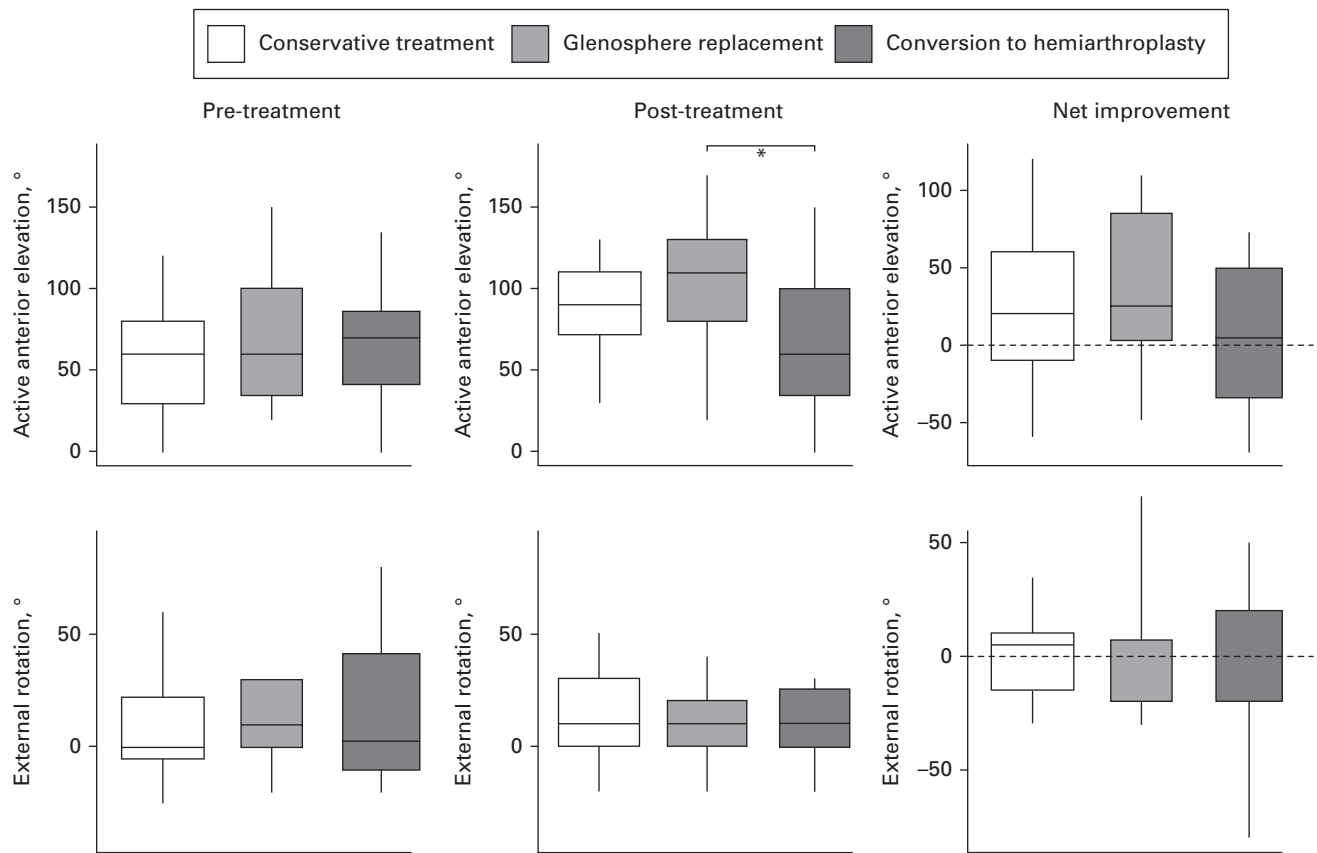 Conservative treatment Glenosphere replacement Conversion to hemiarthroplasty
Pre-treatment
Active anterior elevation, °
150
100
50
0
Post-treatment
Active anterior elevation, °
150
100
50
0
*
Net improvement
Active anterior elevation, °
100
50
0
–50
External rotation, °
50
0
External rotation, °
50
0
External rotation, °
50
0
–50